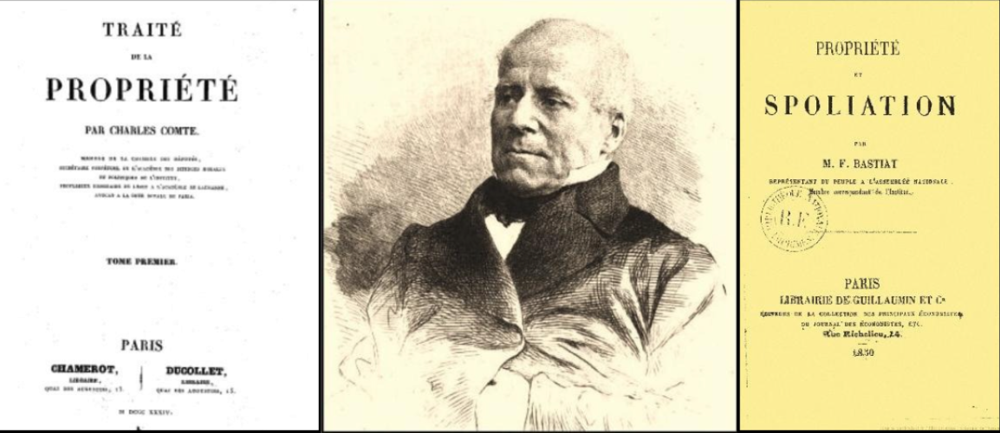 TRAITÉ
DE LA
PROPRIÉTÉ
PAR CHARLES COMTE.
MEMBRE DE LA CHAMBRE DES DÉPUTÉS,
SECRÉTAIRE PERPÉTUEL DE L'ACADÉMIE DES SCIENCES MORALES
ET POLITIQUES DE L'INSTITUT,
PROFESSEUR HONORAIRE DE DROIT A L'ACADÉMIE DE LAUSANNE,
AVOCAT A LA COUR ROYALE DE PARIS.
TOME PREMIER.
PARIS
CHAMEROT,
LIBRAIRE,
QUAI DES AUGUSTINS, 13.
DUCOLLET,
LIBRAIRE,
QUAI DES AUGUSTINS, 15.
M DCCC XXXIV.
PROPRIÉTÉ
ET
SPOLIATION
PAR
M. F. BASTIAT
REPRÉSENTANT DU PEUPLE A L'ASSEMBLÉE NATIONALE.
Membre correspondant de l'Institut.
R.F
PARIS
LIBRAIRIE DE GUILLAUMIN ET Cie
ÉDITEURS DE LA COLLECTION DES PRINCIPAUX ÉCONOMISTES,
DU JOURNAL DES ÉCONOMISTES, ETC.
Rue Richelieu, 14.
1850